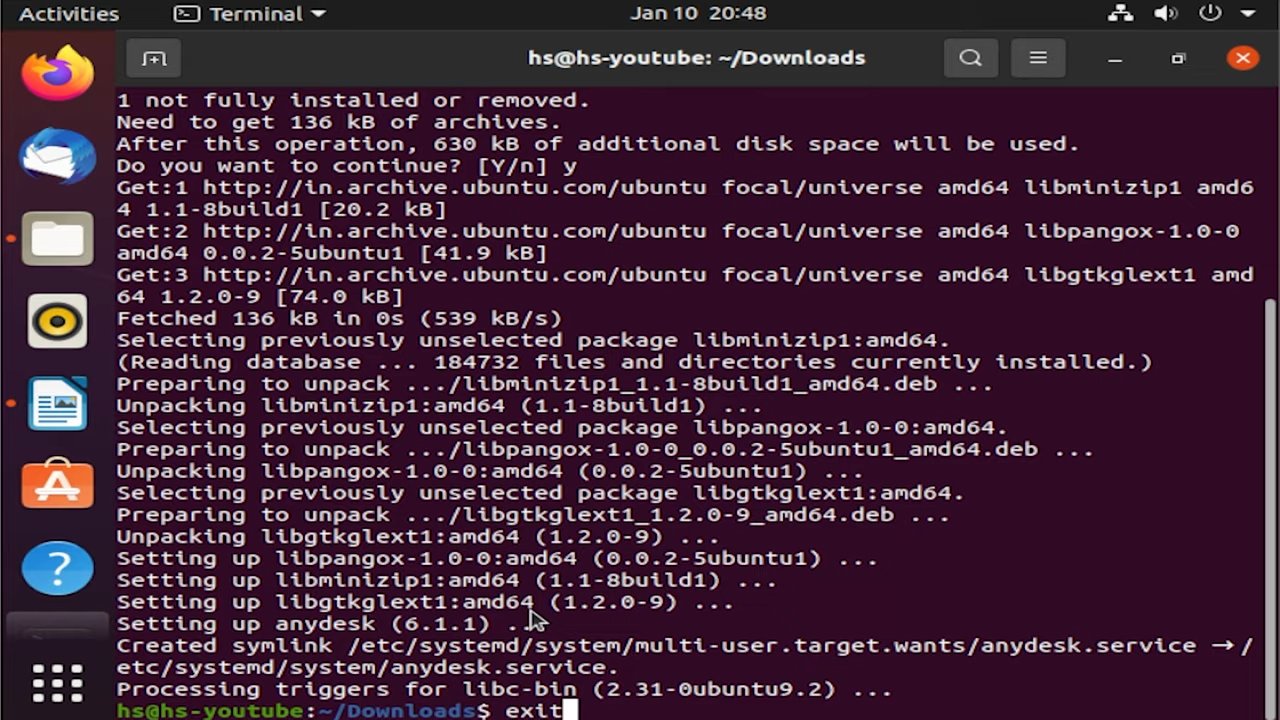 Activities
Terminal
Jan 10 20:48
hs@hs-youtube: ~/Downloads
1 not fully installed or removed.
Need to get 136 kB of archives.
After this operation, 630 kB of additional disk space will be used.
Do you want to continue? [Y/n] y
Get:1 http://in.archive.ubuntu.com/ubuntu focal/universe amd64 libminizip1 amd6
4 1.1-8build1 [20.2 kB]
Get:2 http://in.archive.ubuntu.com/ubuntu focal/universe amd64 libpangox-1.0-0
amd64 0.0.2-5ubuntu1 [41.9 kB]
Get:3 http://in.archive.ubuntu.com/ubuntu focal/universe amd64 libgtkglext1 amd
64 1.2.0-9 [74.0 kB]
Fetched 136 kB in 0s (539 kB/s)
Selecting previously unselected package libminizip1:amd64.
(Reading database ... 184732 files and directories currently installed.)
Preparing to unpack .../libminizip1_1.1-8build1_amd64.deb ...
Unpacking libminizip1:amd64 (1.1-8build1) ...
Selecting previously unselected package libpangox-1.0-0:amd64.
Preparing to unpack .../libpangox-1.0-0_0.0.2-5ubuntu1_amd64.deb ...
Unpacking libpangox-1.0-0:amd64 (0.0.2-5ubuntu1) ...
Selecting previously unselected package libgtkglext1:amd64.
Preparing to unpack .../libgtkglext1_1.2.0-9_amd64.deb ...
Unpacking libgtkglext1:amd64 (1.2.0-9) ...
Setting up libpangox-1.0-0:amd64 (0.0.2-5ubuntu1) ...
Setting up libminizip1:amd64 (1.1-8build1) ...
Setting up libgtkglext1:amd64 (1.2.0-9) ...
Setting up anydesk (6.1.1) ...
Created symlink /etc/systemd/system/multi-user.target.wants/anydesk.service → /
etc/systemd/system/anydesk.service.
Processing triggers for libc-bin (2.31-0ubuntu9.2) ...
hs@hs-youtube:~/Downloads$ exit